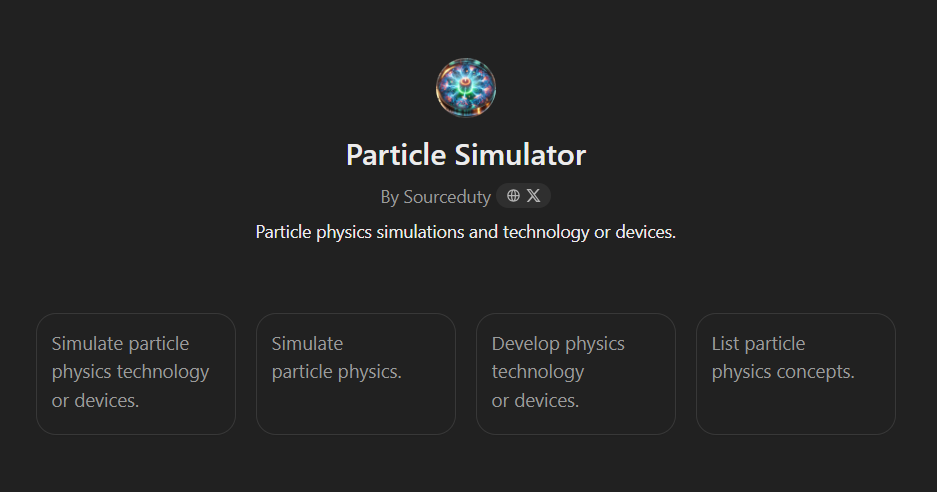 Particle Simulator
By Sourceduty
Particle physics simulations and technology or devices.
Simulate particle
physics technology
or devices.
Simulate
particle physics.
Develop physics
technology
or devices.
List particle
physics concepts.